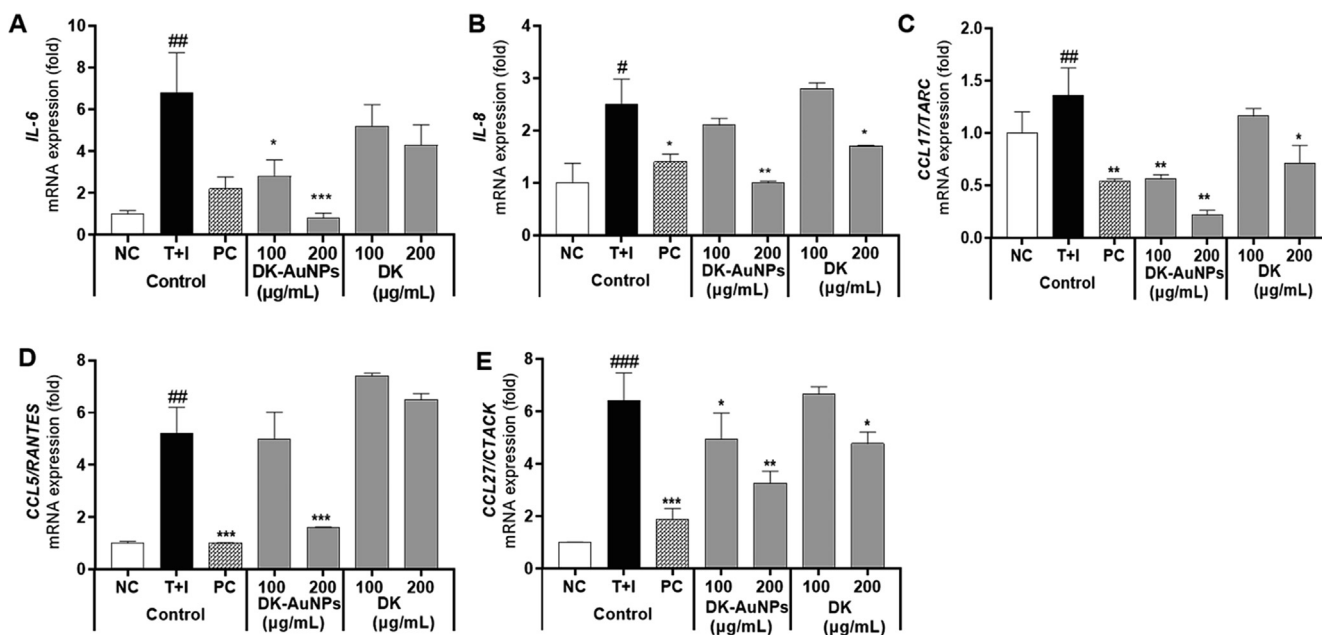 A
IL-6
mRNA expression (fold)
10
8
6
4
2
0
##
*
***
NC T+I PC 100 200 100 200
Control DK-AuNPs DK
(µg/mL) (µg/mL)
B
IL-8
mRNA expression (fold)
4
3
2
1
0
#
*
**
*
NC T+I PC 100 200 100 200
Control DK-AuNPs DK
(µg/mL) (µg/mL)
C
CCL17/TARC
mRNA expression (fold)
2.0
1.5
1.0
0.5
0.0
##
**
**
**
*
NC T+I PC 100 200 100 200
Control DK-AuNPs DK
(µg/mL) (µg/mL)
D
CCL5/RANTES
mRNA expression (fold)
8
6
4
2
0
##
***
***
NC T+I PC 100 200 100 200
Control DK-AuNPs DK
(µg/mL) (µg/mL)
E
CCL27/CTACK
mRNA expression (fold)
8
6
4
2
0
###
***
*
**
*
NC T+I PC 100 200 100 200
Control DK-AuNPs DK
(µg/mL) (µg/mL)